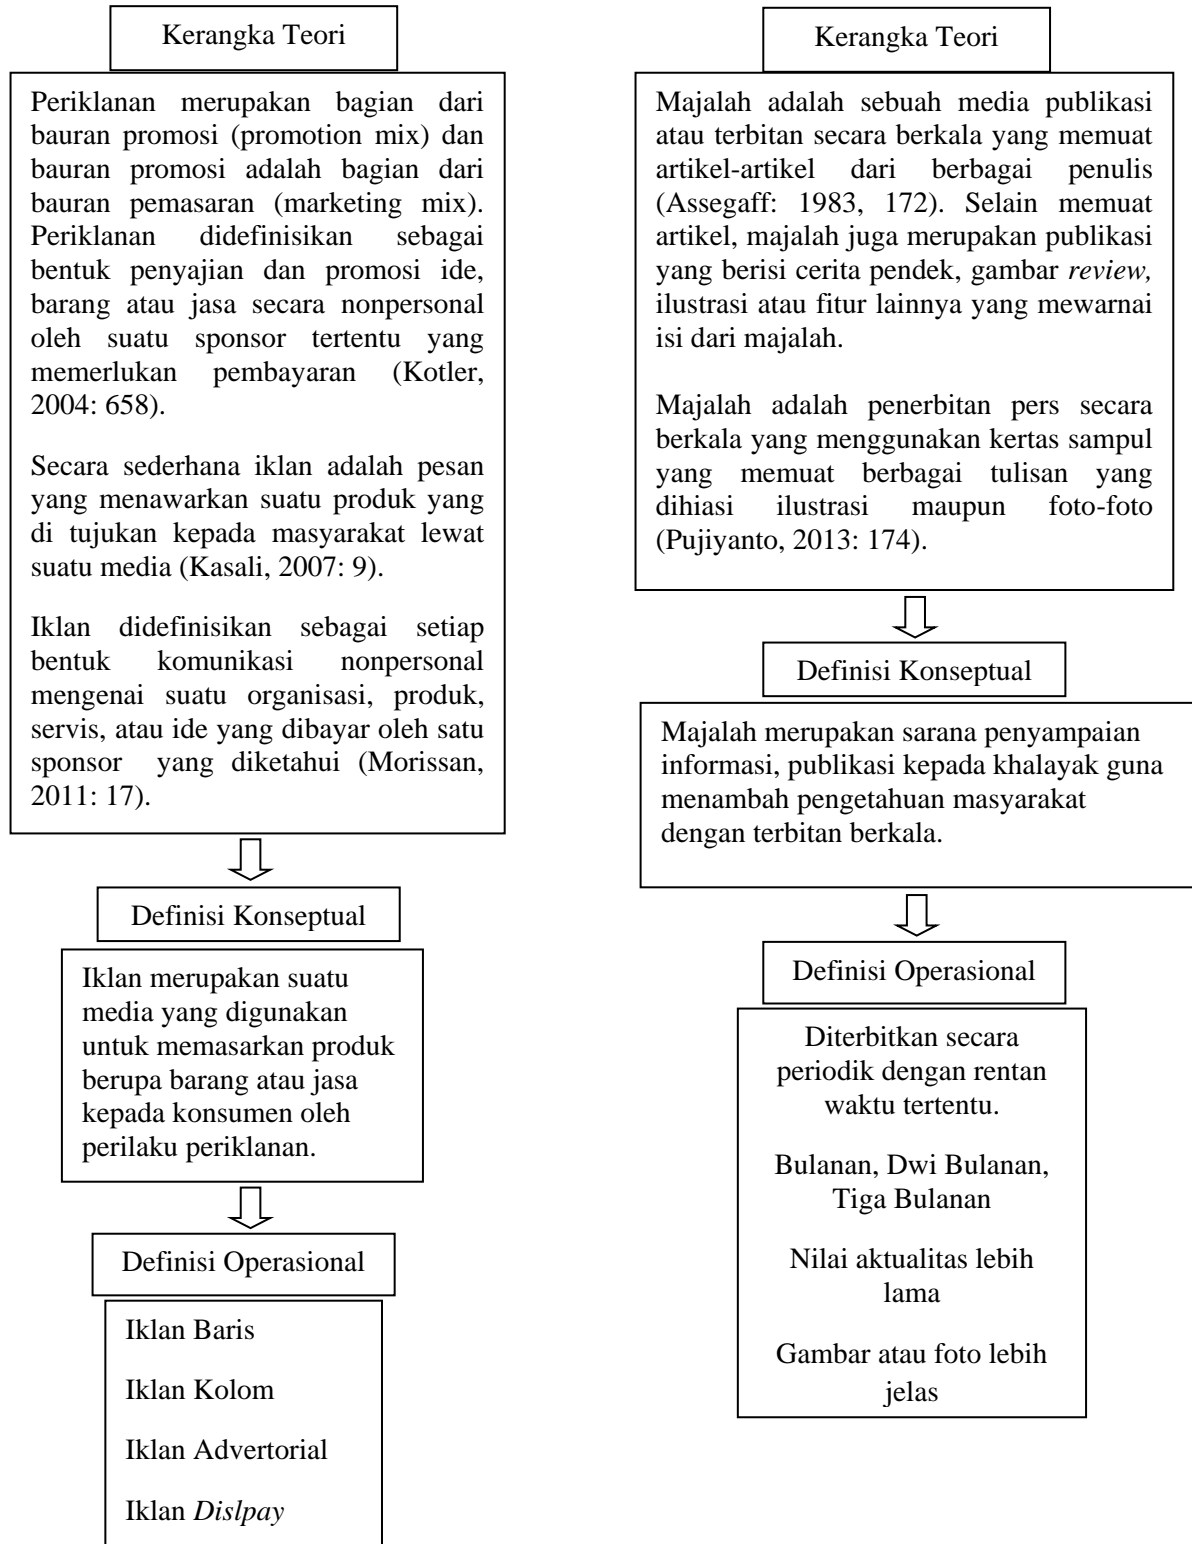 Kerangka Teori
Periklanan merupakan bagian dari
bauran promosi (promotion mix) dan
bauran promosi adalah bagian dari
bauran pemasaran (marketing mix).
Periklanan didefinisikan sebagai
bentuk penyajian dan promosi ide,
barang atau jasa secara nonpersonal
oleh suatu sponsor tertentu yang
memerlukan pembayaran (Kotler,
2004: 658).
Secara sederhana iklan adalah pesan
yang menawarkan suatu produk yang
di tujukan kepada masyarakat lewat
suatu media (Kasali, 2007: 9).
Iklan didefinisikan sebagai setiap
bentuk komunikasi nonpersonal
mengenai suatu organisasi, produk,
servis, atau ide yang dibayar oleh satu
sponsor yang diketahui (Morissan,
2011: 17).
Definisi Konseptual
Iklan merupakan suatu
media yang digunakan
untuk memasarkan produk
berupa barang atau jasa
kepada konsumen oleh
perilaku periklanan.
Definisi Operasional
Iklan Baris
Iklan Kolom
Iklan Advertorial
Iklan Dislpay
Kerangka Teori
Majalah adalah sebuah media publikasi
atau terbitan secara berkala yang memuat
artikel-artikel dari berbagai penulis
(Assegaff: 1983, 172). Selain memuat
artikel, majalah juga merupakan publikasi
yang berisi cerita pendek, gambar review,
ilustrasi atau fitur lainnya yang mewarnai
isi dari majalah.
Majalah adalah penerbitan pers secara
berkala yang menggunakan kertas sampul
yang memuat berbagai tulisan yang
dihiasi ilustrasi maupun foto-foto
(Pujiyanto, 2013: 174).
Definisi Konseptual
Majalah merupakan sarana penyampaian
informasi, publikasi kepada khalayak guna
menambah pengetahuan masyarakat
dengan terbitan berkala.
Definisi Operasional
Diterbitkan secara
periodik dengan rentan
waktu tertentu.
Bulanan, Dwi Bulanan,
Tiga Bulanan
Nilai aktualitas lebih
lama
Gambar atau foto lebih
jelas